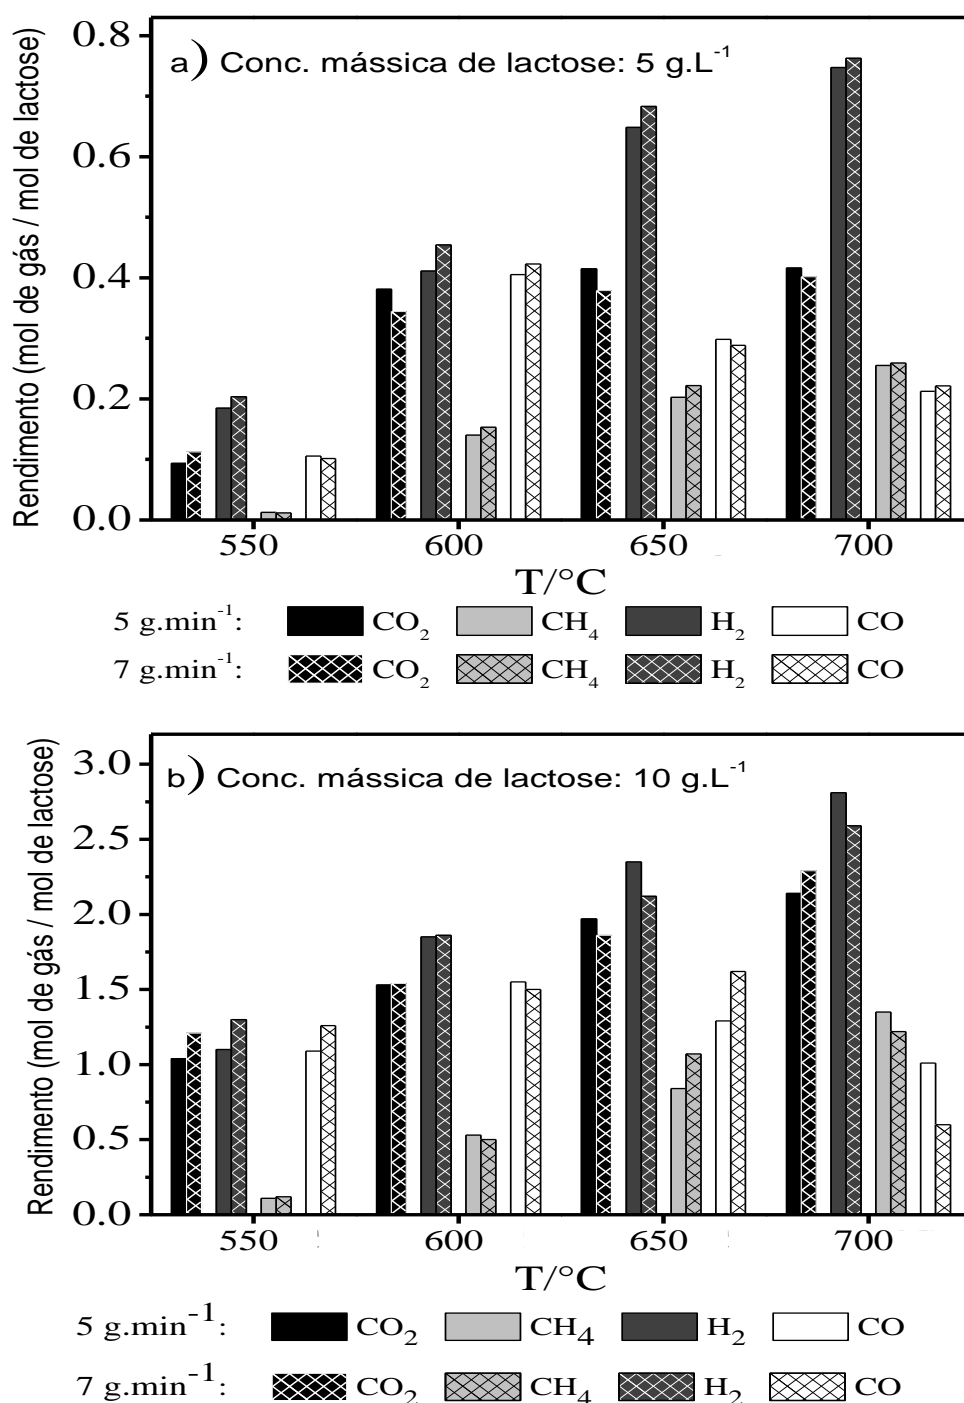 a) Conc. mássica de lactose: 5 g.L⁻¹
Rendimento (mol de gás / mol de lactose)
0.8
0.6
0.4
0.2
0.0
550 600 650 700
T/°C
5 g.min⁻¹: CO₂ CH₄ H₂ CO
7 g.min⁻¹: CO₂ CH₄ H₂ CO
b) Conc. mássica de lactose: 10 g.L⁻¹
Rendimento (mol de gás / mol de lactose)
3.0
2.5
2.0
1.5
1.0
0.5
0.0
550 600 650 700
T/°C
5 g.min⁻¹: CO₂ CH₄ H₂ CO
7 g.min⁻¹: CO₂ CH₄ H₂ CO